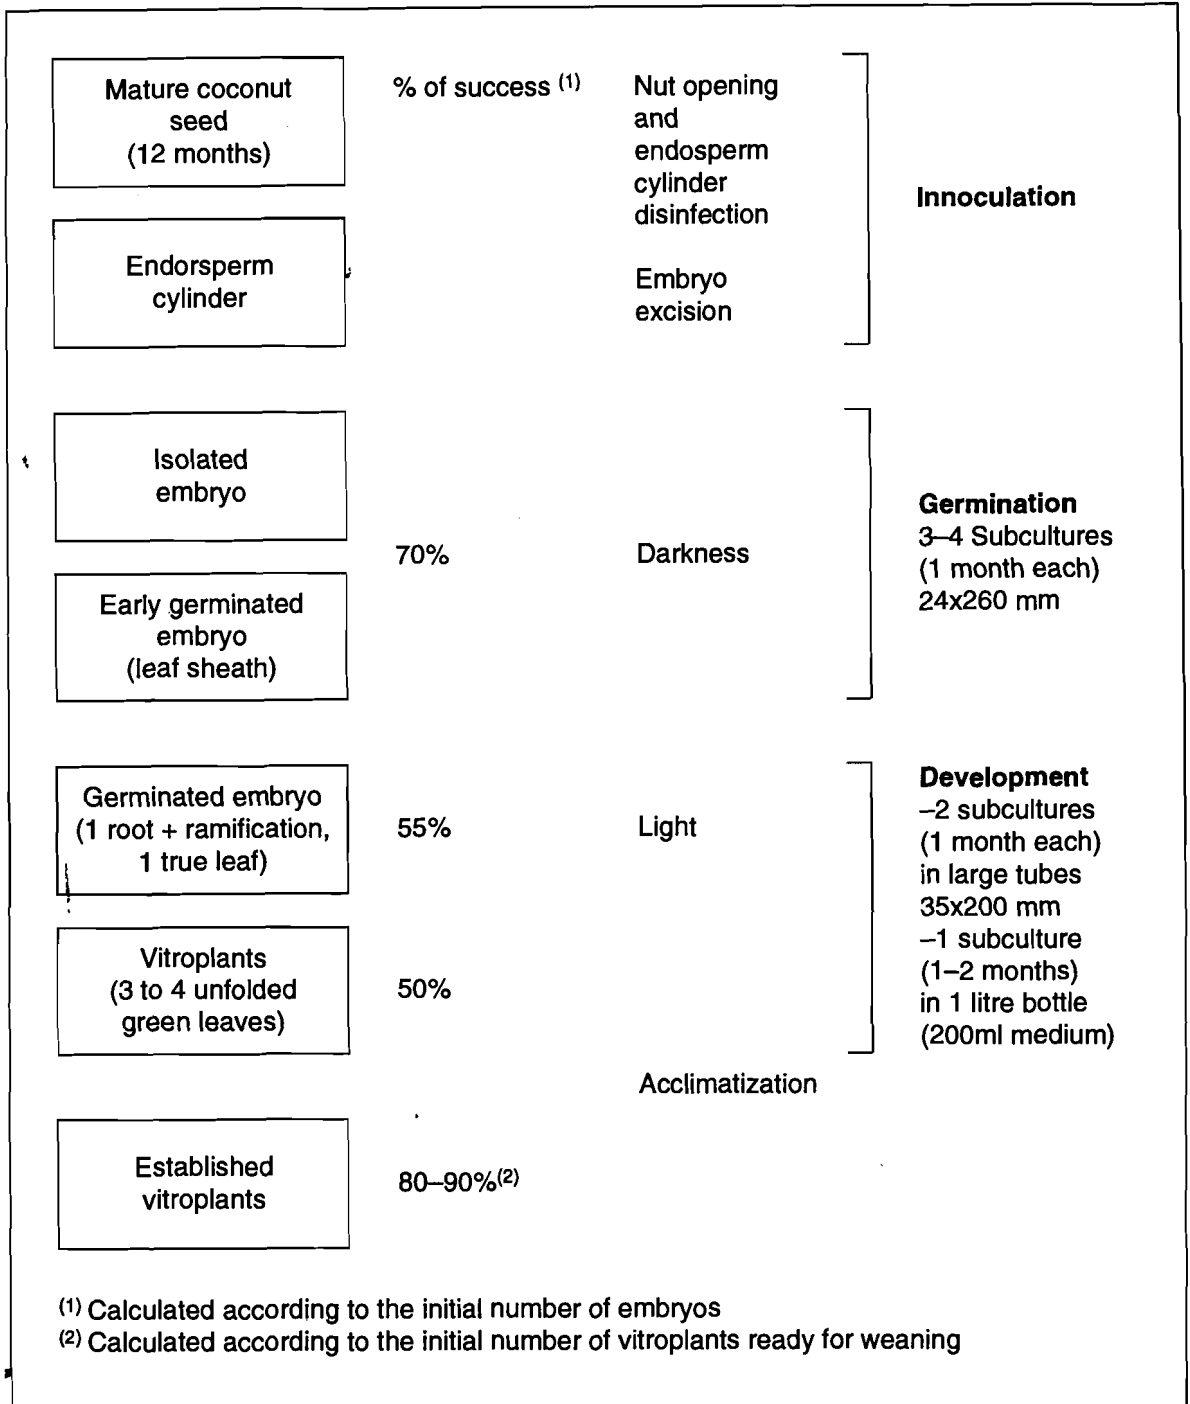 Mature coconut
seed
(12 months)
% of success (1)
Nut opening
and
endosperm
cylinder
disinfection
Embryo
excision
Innoculation
Endorsperm
cylinder
Isolated
embryo
70%
Darkness
Germination
3–4 Subcultures
(1 month each)
24x260 mm
Early germinated
embryo
(leaf sheath)
Germinated embryo
(1 root + ramification,
1 true leaf)
55%
Light
Development
–2 subcultures
(1 month each)
in large tubes
35x200 mm
–1 subculture
(1–2 months)
in 1 litre bottle
(200ml medium)
Vitroplants
(3 to 4 unfolded
green leaves)
50%
Acclimatization
Established
vitroplants
80–90%(2)
(1) Calculated according to the initial number of embryos
(2) Calculated according to the initial number of vitroplants ready for weaning